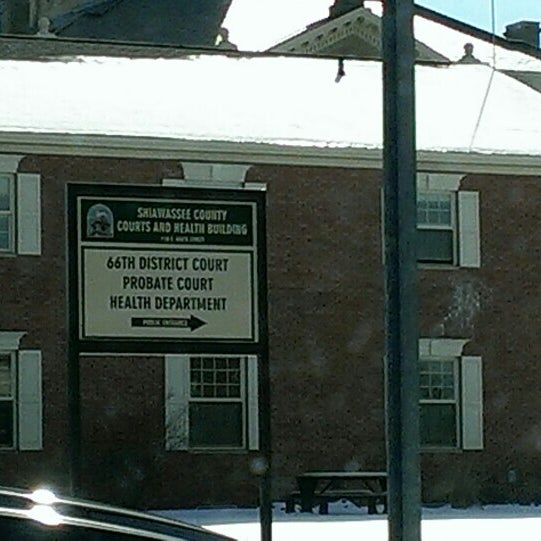 SHIAWASSEE COUNTY
COURTS AND HEALTH BUILDING
66TH DISTRICT COURT
PROBATE COURT
HEALTH DEPARTMENT
PUBLIC ENTRANCE